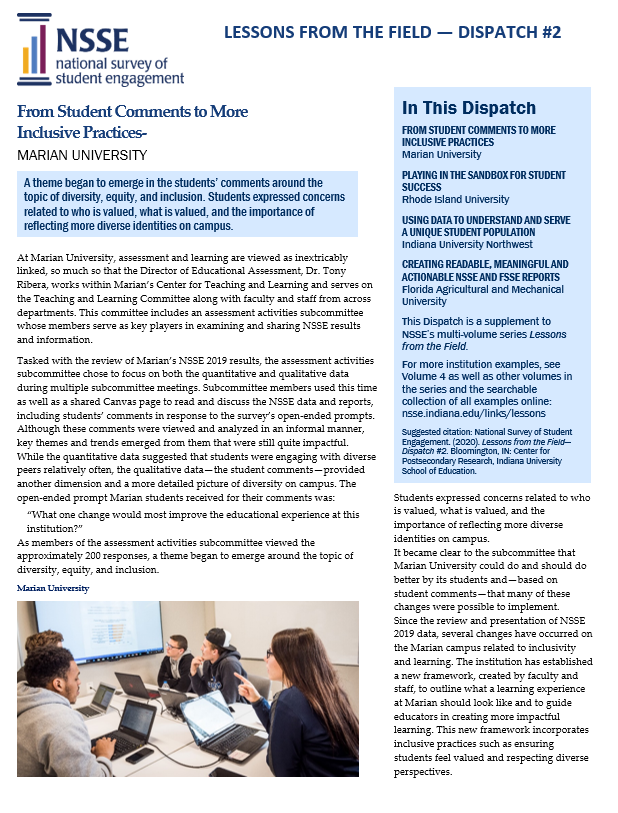 NSSE
national survey of
student engagement
LESSONS FROM THE FIELD — DISPATCH #2
From Student Comments to More
Inclusive Practices-
MARIAN UNIVERSITY
A theme began to emerge in the students’ comments around the
topic of diversity, equity, and inclusion. Students expressed concerns
related to who is valued, what is valued, and the importance of
reflecting more diverse identities on campus.
At Marian University, assessment and learning are viewed as inextricably
linked, so much so that the Director of Educational Assessment, Dr. Tony
Ribera, works within Marian’s Center for Teaching and Learning and serves on
the Teaching and Learning Committee along with faculty and staff from across
departments. This committee includes an assessment activities subcommittee
whose members serve as key players in examining and sharing NSSE results
and information.
Tasked with the review of Marian’s NSSE 2019 results, the assessment activities
subcommittee chose to focus on both the quantitative and qualitative data
during multiple subcommittee meetings. Subcommittee members used this time
as well as a shared Canvas page to read and discuss the NSSE data and reports,
including students’ comments in response to the survey’s open-ended prompts.
Although these comments were viewed and analyzed in an informal manner,
key themes and trends emerged from them that were still quite impactful.
While the quantitative data suggested that students were engaging with diverse
peers relatively often, the qualitative data—the student comments—provided
another dimension and a more detailed picture of diversity on campus. The
open-ended prompt Marian students received for their comments was:
“What one change would most improve the educational experience at this
institution?”
As members of the assessment activities subcommittee viewed the
approximately 200 responses, a theme began to emerge around the topic of
diversity, equity, and inclusion.
Marian University
In This Dispatch
FROM STUDENT COMMENTS TO MORE
INCLUSIVE PRACTICES
Marian University
PLAYING IN THE SANDBOX FOR STUDENT
SUCCESS
Rhode Island University
USING DATA TO UNDERSTAND AND SERVE
A UNIQUE STUDENT POPULATION
Indiana University Northwest
CREATING READABLE, MEANINGFUL AND
ACTIONABLE NSSE AND FSSE REPORTS
Florida Agricultural and Mechanical
University
This Dispatch is a supplement to
NSSE’s multi-volume series Lessons
from the Field.
For more institution examples, see
Volume 4 as well as other volumes in
the series and the searchable
collection of all examples online:
nsse.indiana.edu/links/lessons
Suggested citation: National Survey of Student
Engagement. (2020). Lessons from the Field—
Dispatch #2. Bloomington, IN: Center for
Postsecondary Research, Indiana University
School of Education.
Students expressed concerns related to who
is valued, what is valued, and the
importance of reflecting more diverse
identities on campus.
It became clear to the subcommittee that
Marian University could do and should do
better by its students and—based on
student comments—that many of these
changes were possible to implement.
Since the review and presentation of NSSE
2019 data, several changes have occurred on
the Marian campus related to inclusivity
and learning. The institution has established
a new framework, created by faculty and
staff, to outline what a learning experience
at Marian should look like and to guide
educators in creating more impactful
learning. This new framework incorporates
inclusive practices such as ensuring
students feel valued and respecting diverse
perspectives.